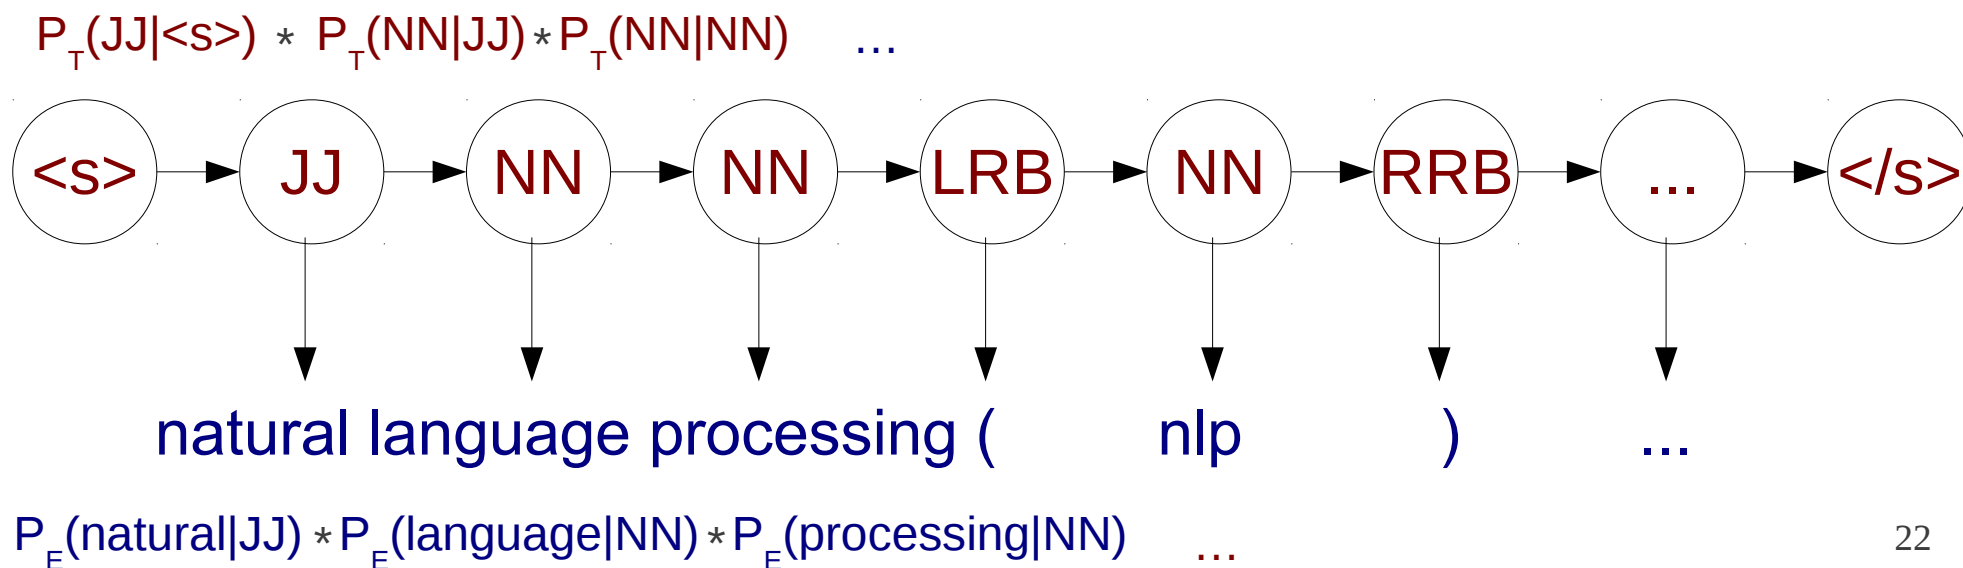 P_T(JJ|<s>) * P_T(NN|JJ) * P_T(NN|NN) ...
<s> JJ NN NN LRB NN RRB ... </s>
natural language processing ( nlp ) ...
P_E(natural|JJ) * P_E(language|NN) * P_E(processing|NN) ...
22